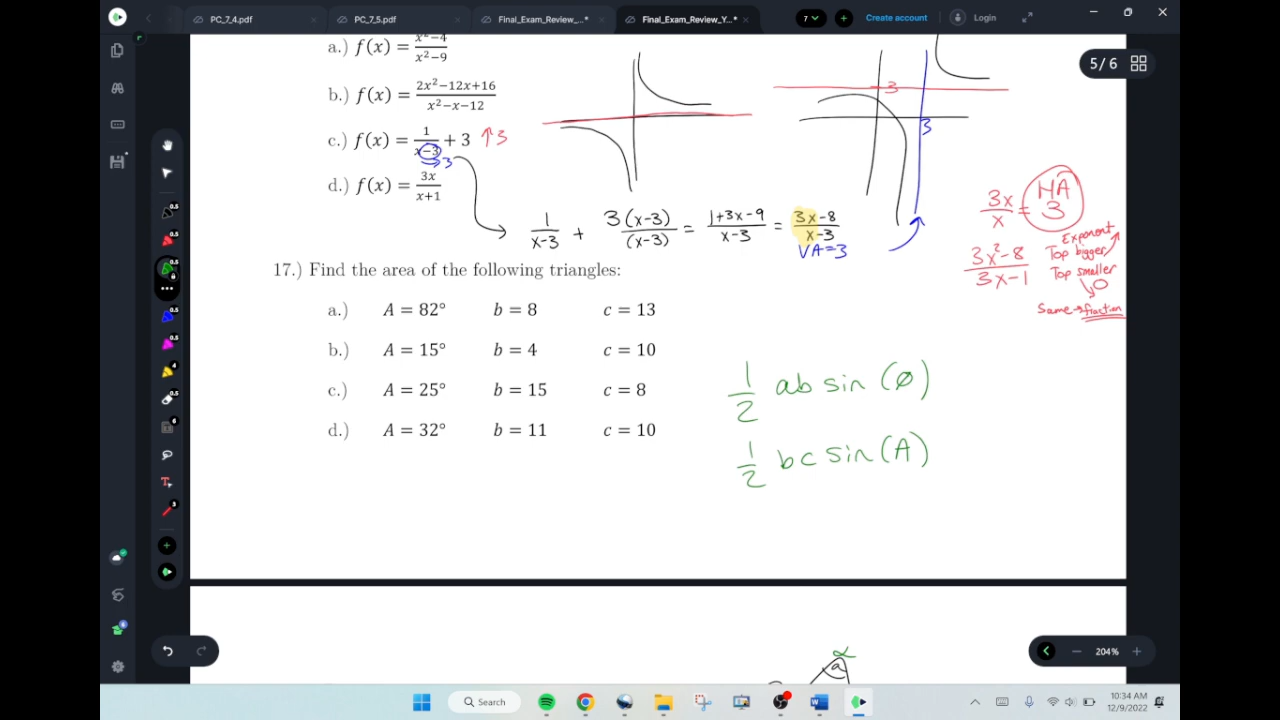 PC_7_4.pdf
PC_7_5.pdf
Final_Exam_Review_...*
Final_Exam_Review_Y...*
7
Create account
Login
5/6
a.) f(x) = x²−4/x²−9
b.) f(x) = 2x²−12x+16/x²−x−12
c.) f(x) = 1/x−3 + 3 ↑3
→3
d.) f(x) = 3x/x+1
3
3
1/x-3 + 3(x-3)/(x-3) = 1+3x-9/x-3 = 3x-8/x-3
VA=3
3x/x = HA 3
3x²-8/3x-1
Exponent
Top bigger
Top smaller
0
Same→fraction
17.) Find the area of the following triangles:
a.) A = 82° b = 8 c = 13
b.) A = 15° b = 4 c = 10
c.) A = 25° b = 15 c = 8
d.) A = 32° b = 11 c = 10
1/2 ab sin (Ø)
1/2 bc sin(A)
α
a
204%
Search
10:34 AM
12/9/2022